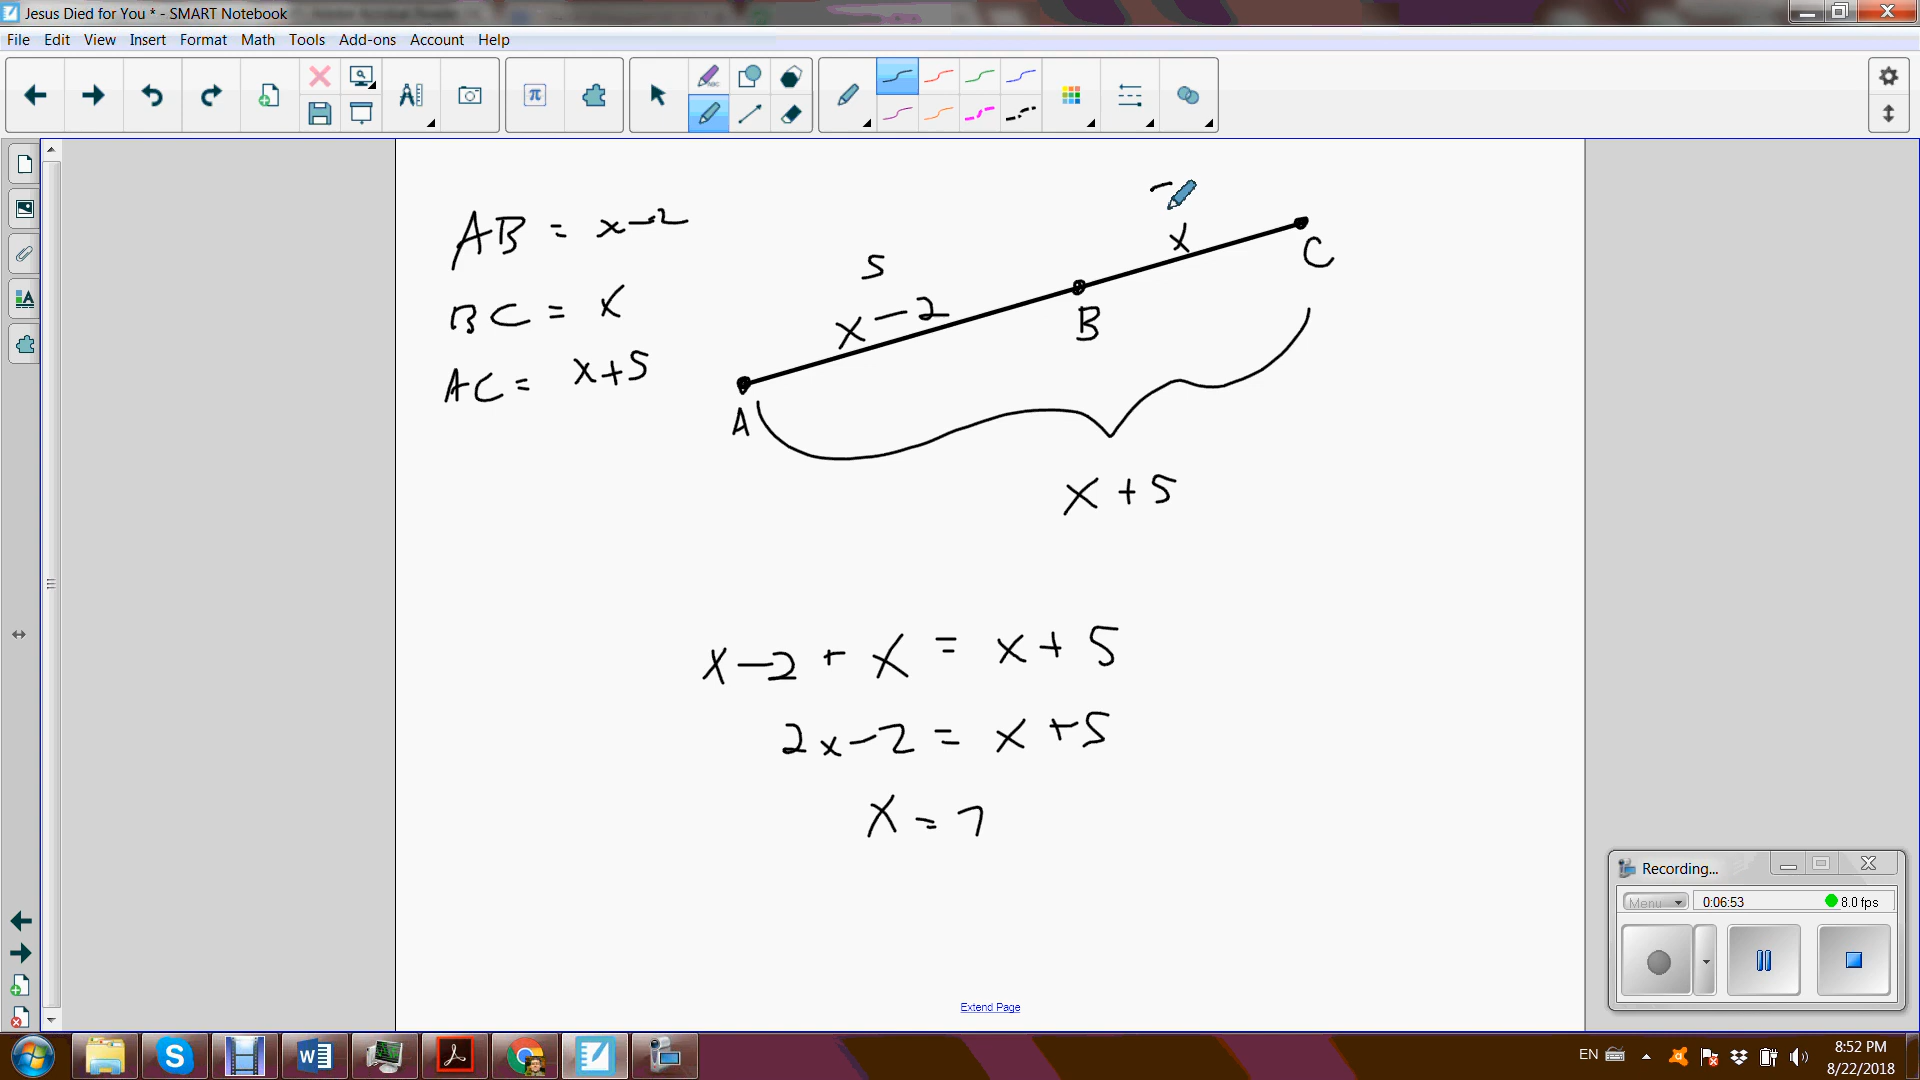 Jesus Died for You * - SMART Notebook
File Edit View Insert Format Math Tools Add-ons Account Help
AB = x-2
BC = x
AC = x+5
5
x-2
x
A
B
C
x+5
x-2 + x = x+5
2x-2 = x+5
x = 7
Extend Page
Recording...
Menu
0:06:53
8.0 fps
EN
8:52 PM
8/22/2018